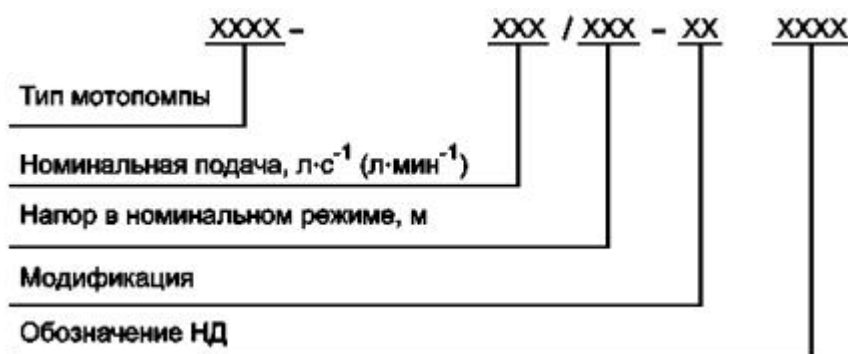 XXXX – XXX / XXX – XX XXXX
Тип мотопомпы
Номинальная подача, л·с⁻¹ (л·мин⁻¹)
Напор в номинальном режиме, м
Модификация
Обозначение НД